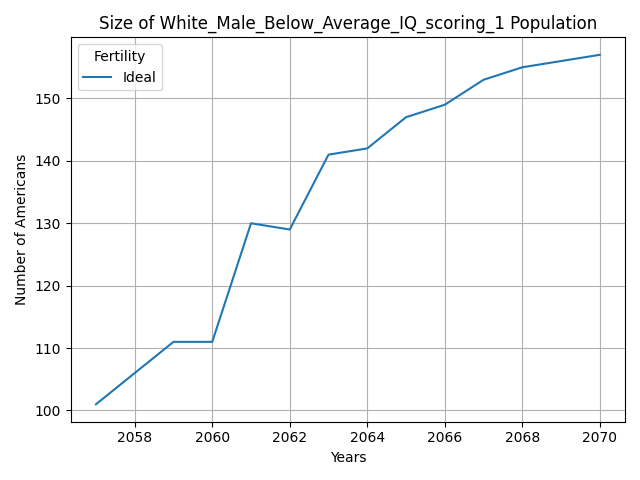 Size of White_Male_Below_Average_IQ_scoring_1 Population
Fertility
Ideal
Number of Americans
150
140
130
120
110
100
2058 2060 2062 2064 2066 2068 2070
Years